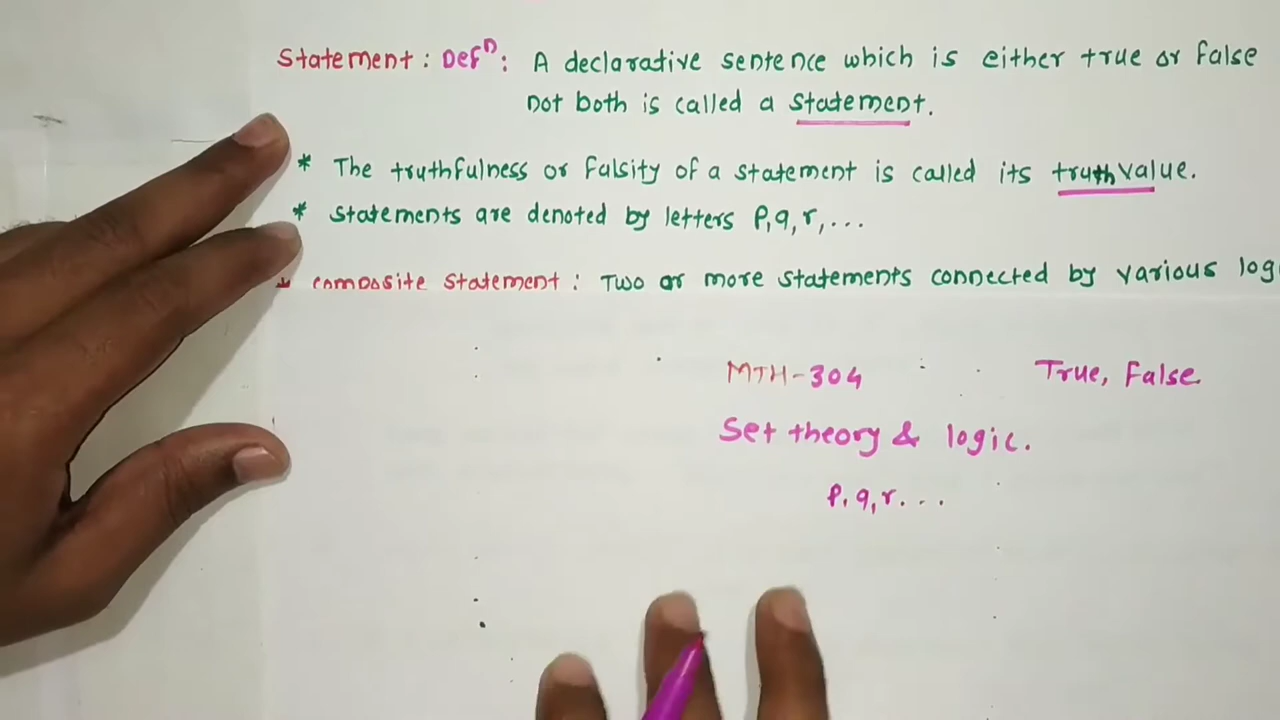 Statement : Defⁿ : A declarative sentence which is either true or false
not both is called a statement.
* The truthfulness or falsity of a statement is called its truth value.
* Statements are denoted by letters p,q,r,...
* composite statement : Two or more statements connected by various
MTH-304
True, False
Set theory & logic.
P,q,r...